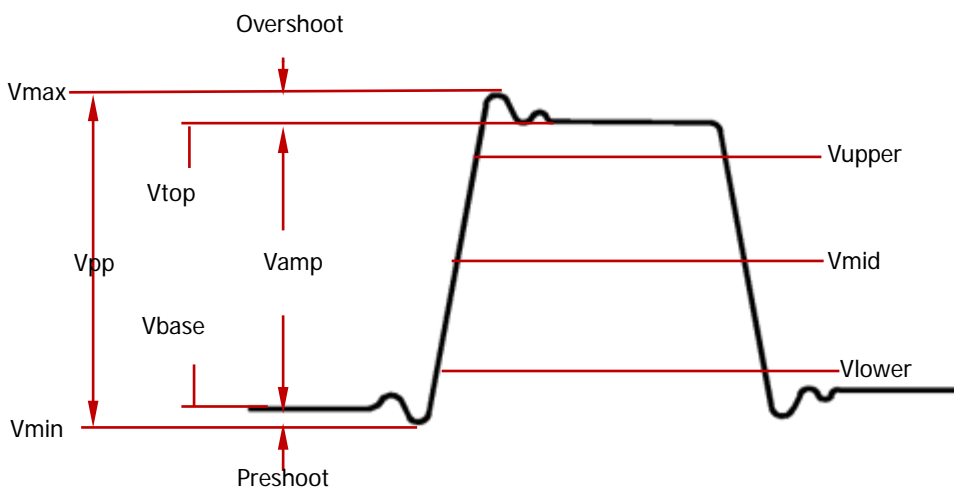 Overshoot
Vmax
Vupper
Vtop
Vpp
Vamp
Vmid
Vbase
Vlower
Vmin
Preshoot